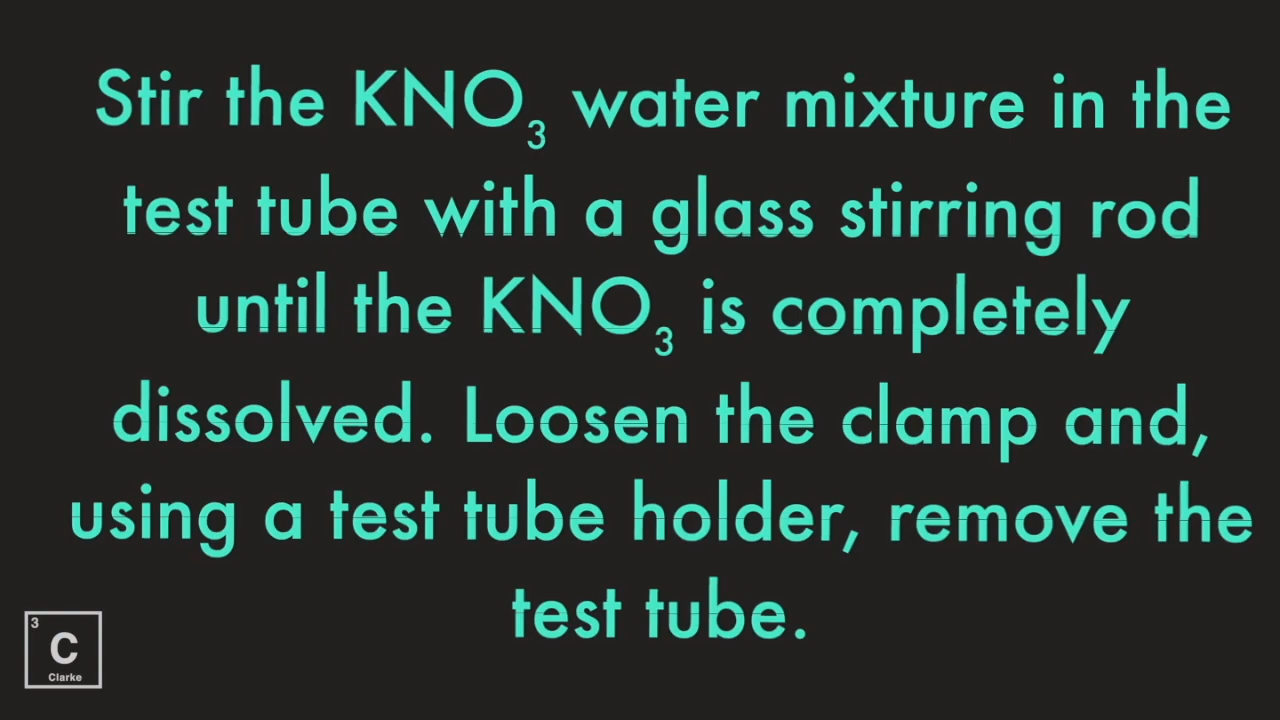 Stir the KNO₃ water mixture in the
test tube with a glass stirring rod
until the KNO₃ is completely
dissolved. Loosen the clamp and,
using a test tube holder, remove the
test tube.
3
C
Clarke